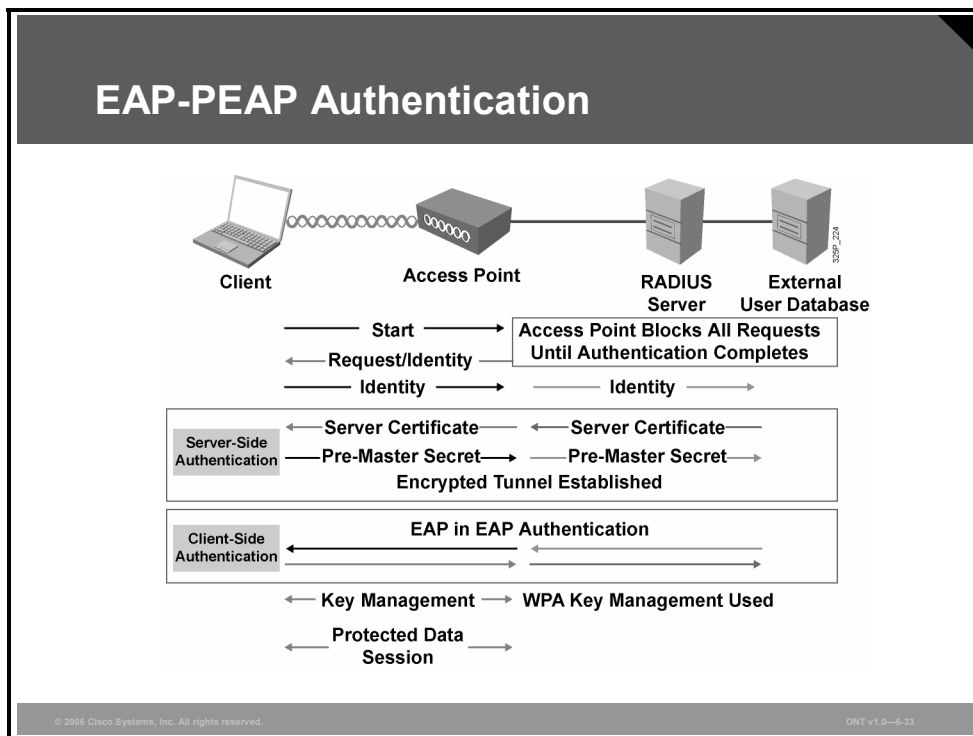 EAP-PEAP Authentication
325P_224
Client
Access Point
RADIUS
Server
External
User Database
Start
Access Point Blocks All Requests
Until Authentication Completes
Request/Identity
Identity
Identity
Server-Side
Authentication
Server Certificate
Server Certificate
Pre-Master Secret
Pre-Master Secret
Encrypted Tunnel Established
Client-Side
Authentication
EAP in EAP Authentication
Key Management
WPA Key Management Used
Protected Data
Session
© 2006 Cisco Systems, Inc. All rights reserved.
ONT v1.0—6-33